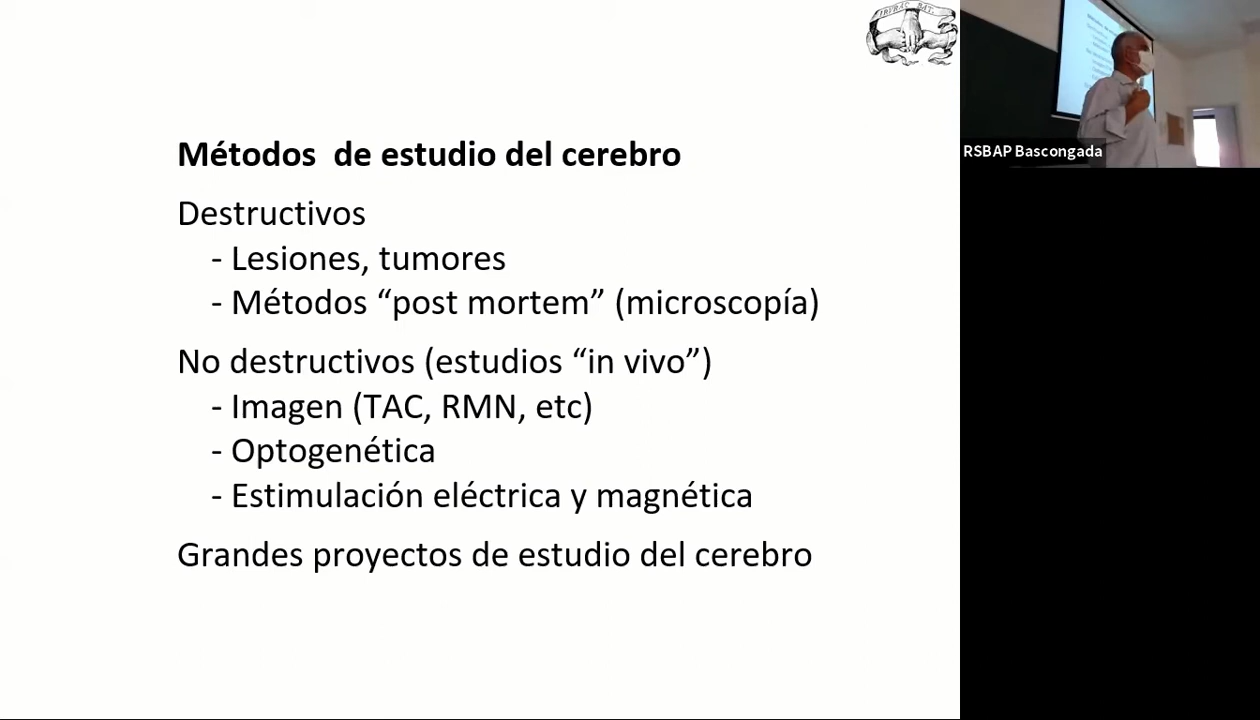 Métodos  de estudio del cerebro
Destructivos
- Lesiones, tumores
- Métodos “post mortem” (microscopía)
No destructivos (estudios “in vivo”)
- Imagen (TAC, RMN, etc)
- Optogenética
- Estimulación eléctrica y magnética
Grandes proyectos de estudio del cerebro
RSBAP Bascongada